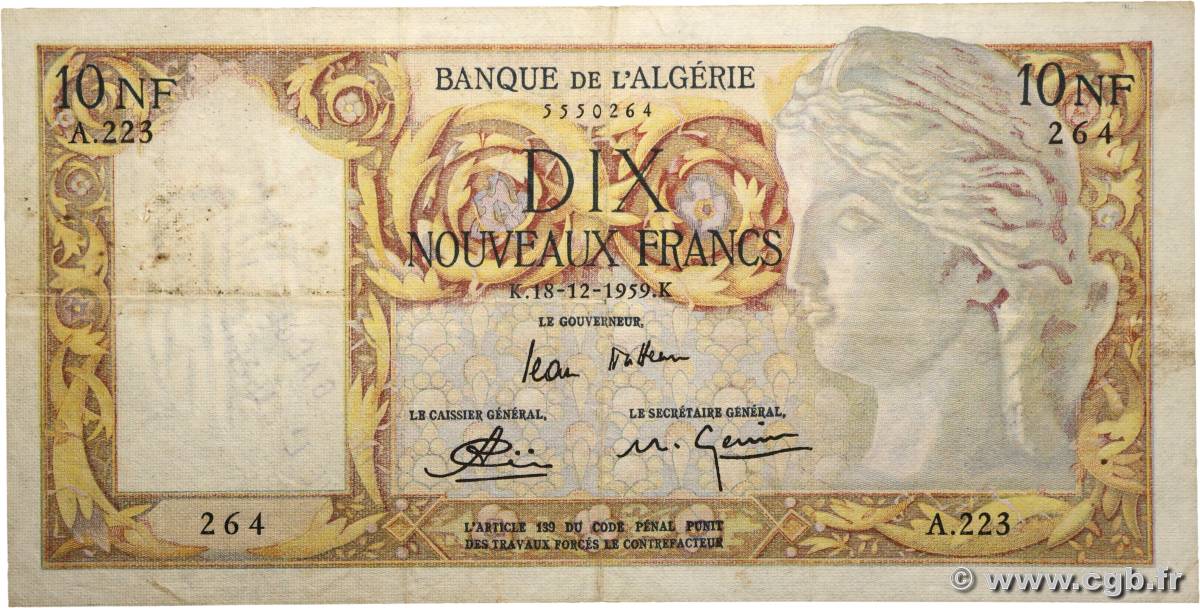 10 NF
A.223
BANQUE DE L'ALGÉRIE
5550264
10 NF
264
DIX
NOUVEAUX FRANCS
K.18-12-1959.K
LE GOUVERNEUR,
LE CAISSIER GÉNÉRAL,
LE SECRÉTAIRE GÉNÉRAL,
264
L'ARTICLE 139 DU CODE PÉNAL PUNIT
DES TRAVAUX FORCÉS LE CONTREFACTEUR
A.223
© www.cgb.fr